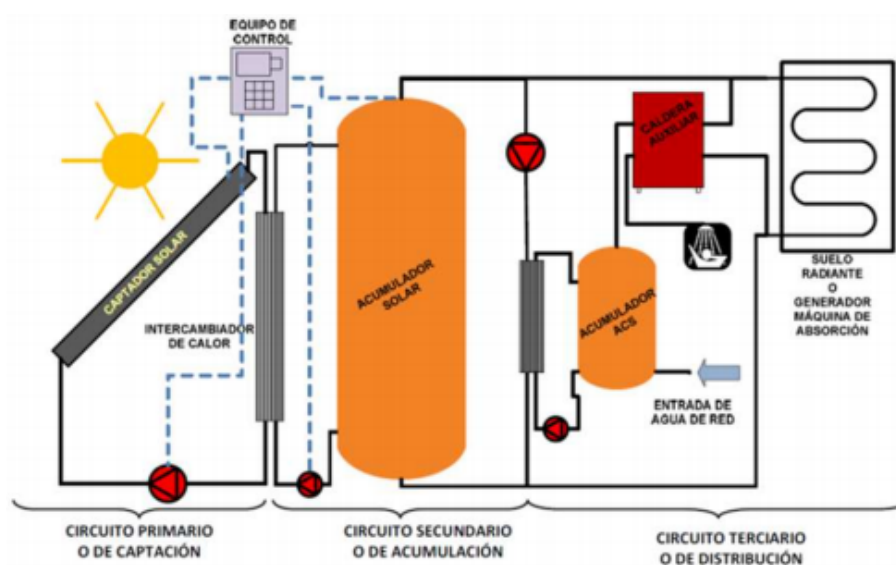 EQUIPO DE
CONTROL
CAPTADOR SOLAR
INTERCAMBIADOR
DE CALOR
ACUMULADOR
SOLAR
CALDERA
AUXILIAR
ACUMULADOR
ACS
SUELO
RADIANTE
O
GENERADOR
MÁQUINA DE
ABSORCIÓN
ENTRADA DE
AGUA DE RED
CIRCUITO PRIMARIO
O DE CAPTACIÓN
CIRCUITO SECUNDARIO
O DE ACUMULACIÓN
CIRCUITO TERCIARIO
O DE DISTRIBUCIÓN